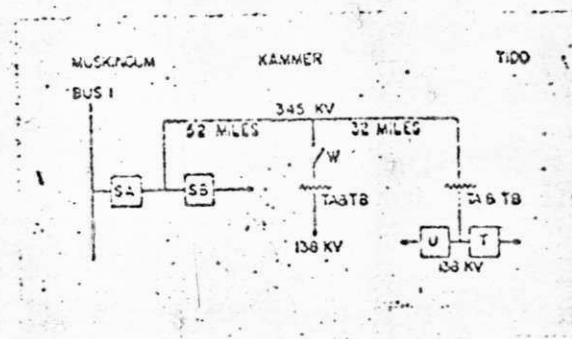 MUSKINGUM KAMMER TIDD
BUS 1
345 KV
52 MILES 32 MILES
SA SB W
TA&TB TA&TB
138 KV U T
138 KV